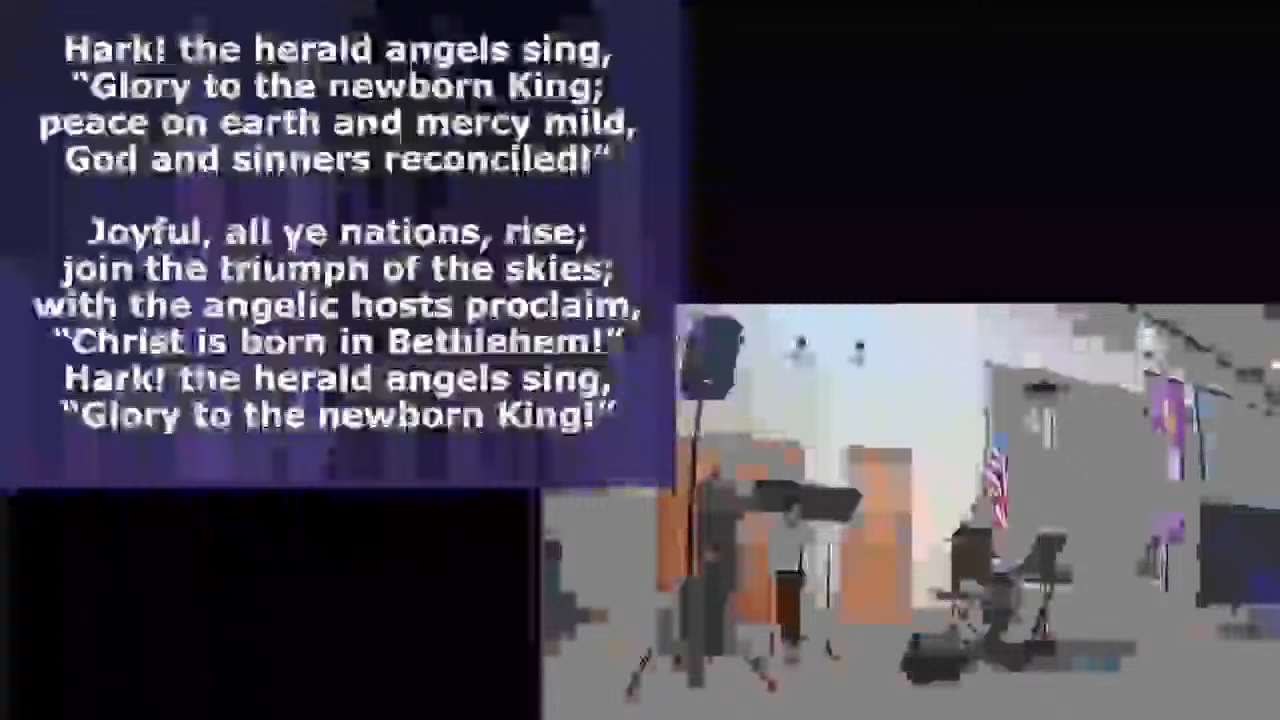 Hark! the herald angels sing,
“Glory to the newborn King;
peace on earth and mercy mild,
God and sinners reconciled!”
Joyful, all ye nations, rise;
join the triumph of the skies;
with the angelic hosts proclaim,
“Christ is born in Bethlehem!”
Hark! the herald angels sing,
“Glory to the newborn King!”